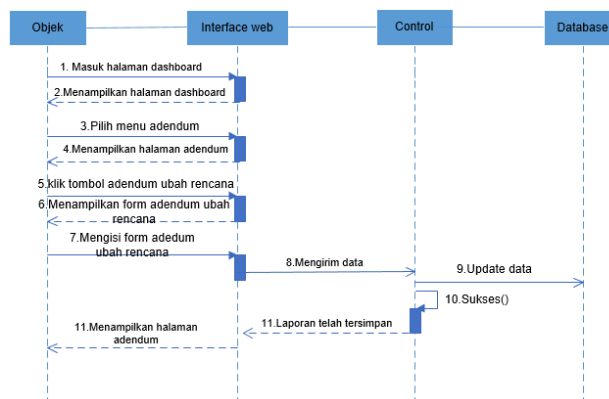 Objek
Interface web
Control
Database
1. Masuk halaman dashboard
2.Menampilkan halaman dashboard
3.Pilih menu adendum
4.Menampilkan halaman adendum
5.klik tombol adendum ubah rencana
6.Menampilkan form adendum ubah
rencana
7.Mengisi form adedum
ubah rencana
8.Mengirim data
9.Update data
10.Sukses()
11.Laporan telah tersimpan
11.Menampilkan halaman
adendum